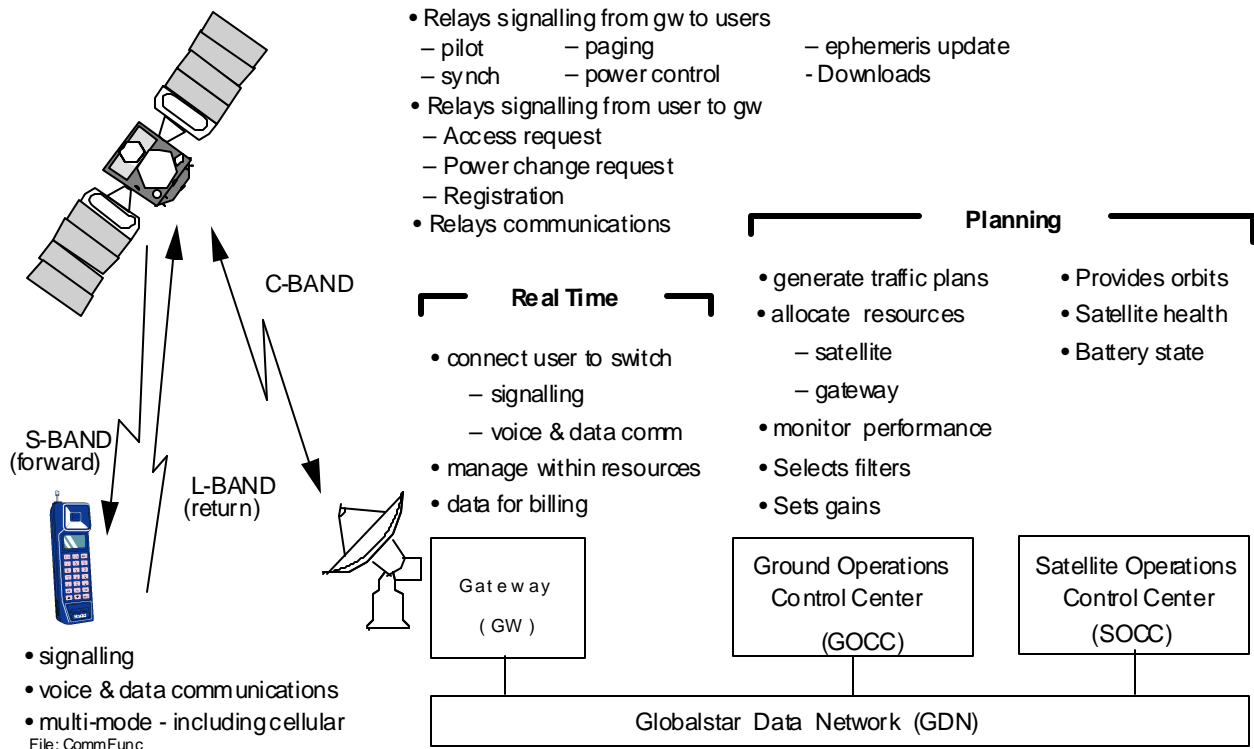 • Relays signalling from gw to users
– pilot – paging – ephemeris update
– synch – power control - Downloads
• Relays signalling from user to gw
– Access request
– Power change request
– Registration
• Relays communications
C-BAND
S-BAND
(forward)
L-BAND
(return)
Real Time
• connect user to switch
– signalling
– voice & data comm
• manage within resources
• data for billing
Planning
• generate traffic plans
• allocate resources
– satellite
– gateway
• monitor performance
• Selects filters
• Sets gains
• Provides orbits
• Satellite health
• Battery state
Gateway
(GW)
Ground Operations
Control Center
(GOCC)
Satellite Operations
Control Center
(SOCC)
• signalling
• voice & data communications
• multi-mode - including cellular
File: CommFunc
Globalstar Data Network (GDN)